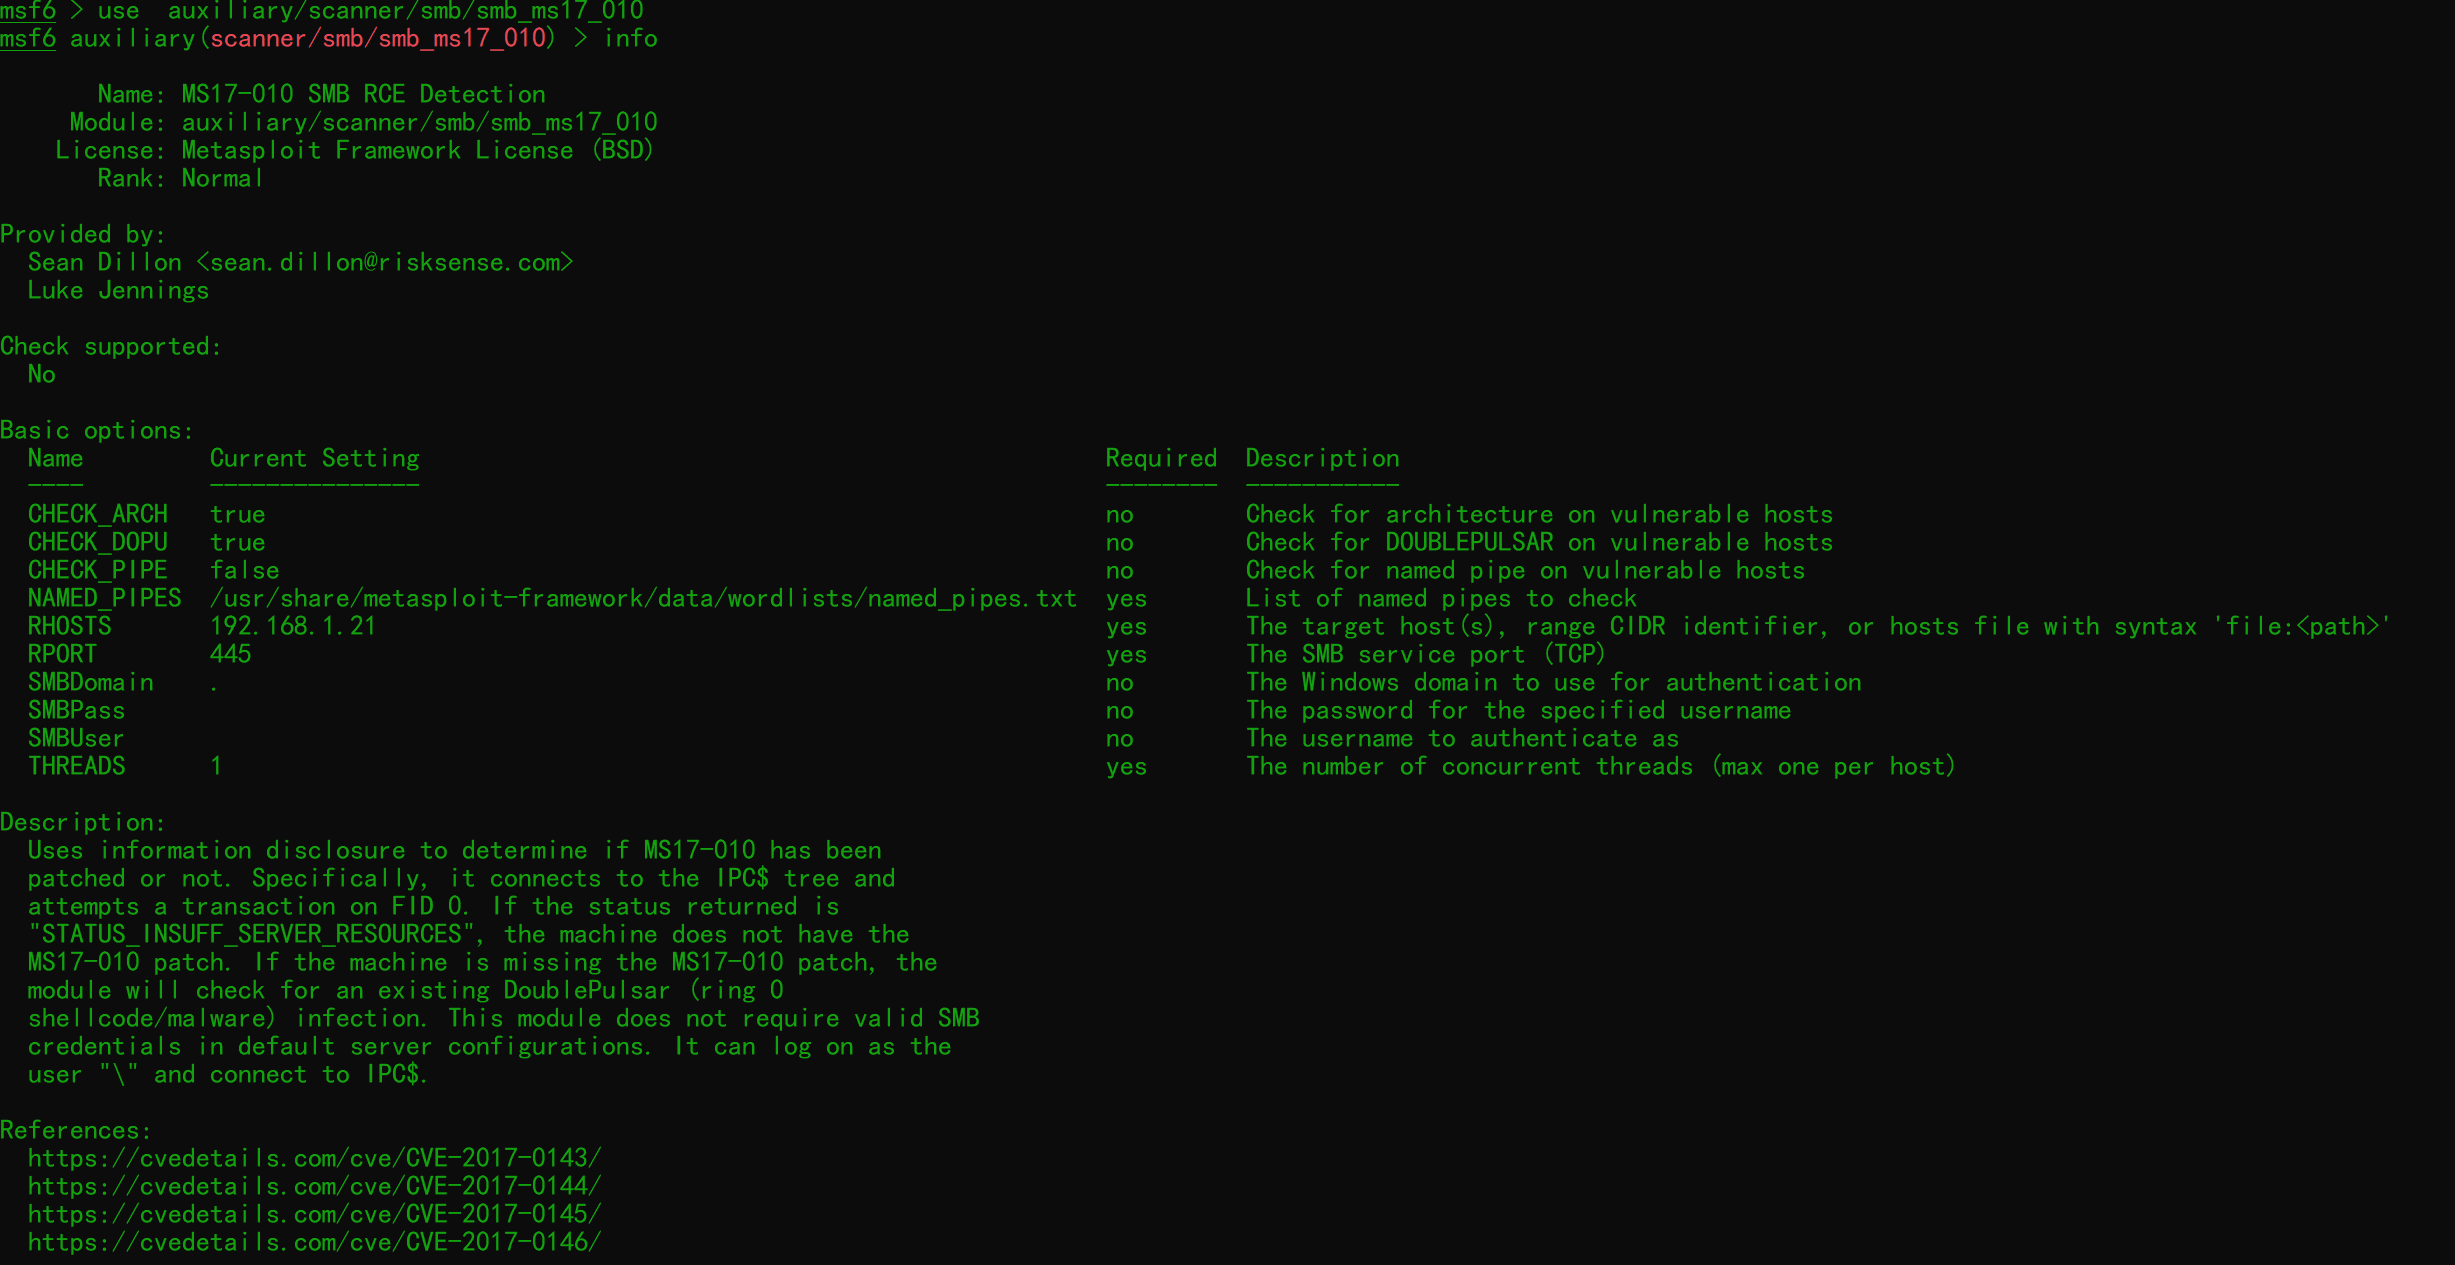 msf6 > use  auxiliary/scanner/smb/smb_ms17_010
msf6 auxiliary(scanner/smb/smb_ms17_010) > info

       Name: MS17-010 SMB RCE Detection
     Module: auxiliary/scanner/smb/smb_ms17_010
    License: Metasploit Framework License (BSD)
       Rank: Normal

Provided by:
  Sean Dillon <sean.dillon@risksense.com>
  Luke Jennings

Check supported:
  No

Basic options:
  Name         Current Setting                                                 Required  Description
  ----         ---------------                                                 --------  -----------
  CHECK_ARCH   true                                                            no        Check for architecture on vulnerable hosts
  CHECK_DOPU   true                                                            no        Check for DOUBLEPULSAR on vulnerable hosts
  CHECK_PIPE   false                                                           no        Check for named pipe on vulnerable hosts
  NAMED_PIPES  /usr/share/metasploit-framework/data/wordlists/named_pipes.txt  yes       List of named pipes to check
  RHOSTS       192.168.1.21                                                    yes       The target host(s), range CIDR identifier, or hosts file with syntax 'file:<path>'
  RPORT        445                                                             yes       The SMB service port (TCP)
  SMBDomain    .                                                               no        The Windows domain to use for authentication
  SMBPass                                                                      no        The password for the specified username
  SMBUser                                                                      no        The username to authenticate as
  THREADS      1                                                               yes       The number of concurrent threads (max one per host)

Description:
  Uses information disclosure to determine if MS17-010 has been
  patched or not. Specifically, it connects to the IPC$ tree and
  attempts a transaction on FID 0. If the status returned is
  "STATUS_INSUFF_SERVER_RESOURCES", the machine does not have the
  MS17-010 patch. If the machine is missing the MS17-010 patch, the
  module will check for an existing DoublePulsar (ring 0
  shellcode/malware) infection. This module does not require valid SMB
  credentials in default server configurations. It can log on as the
  user "\" and connect to IPC$.

References:
  https://cvedetails.com/cve/CVE-2017-0143/
  https://cvedetails.com/cve/CVE-2017-0144/
  https://cvedetails.com/cve/CVE-2017-0145/
  https://cvedetails.com/cve/CVE-2017-0146/